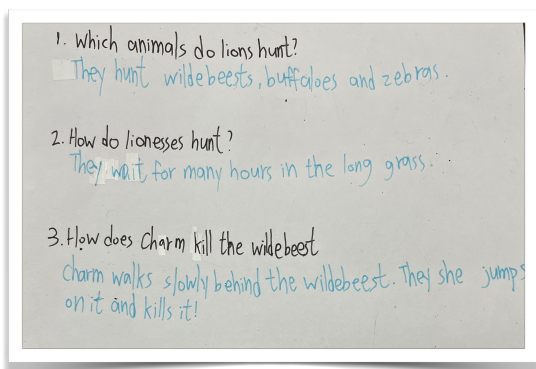 1. Which animals do lions hunt?
They hunt wildebeests, buffaloes and zebras.
2. How do lionesses hunt?
They wait for many hours in the long grass.
3. How does Charm kill the wildebeest
Charm walks slowly behind the wildebeest. They she jumps
on it and kills it!